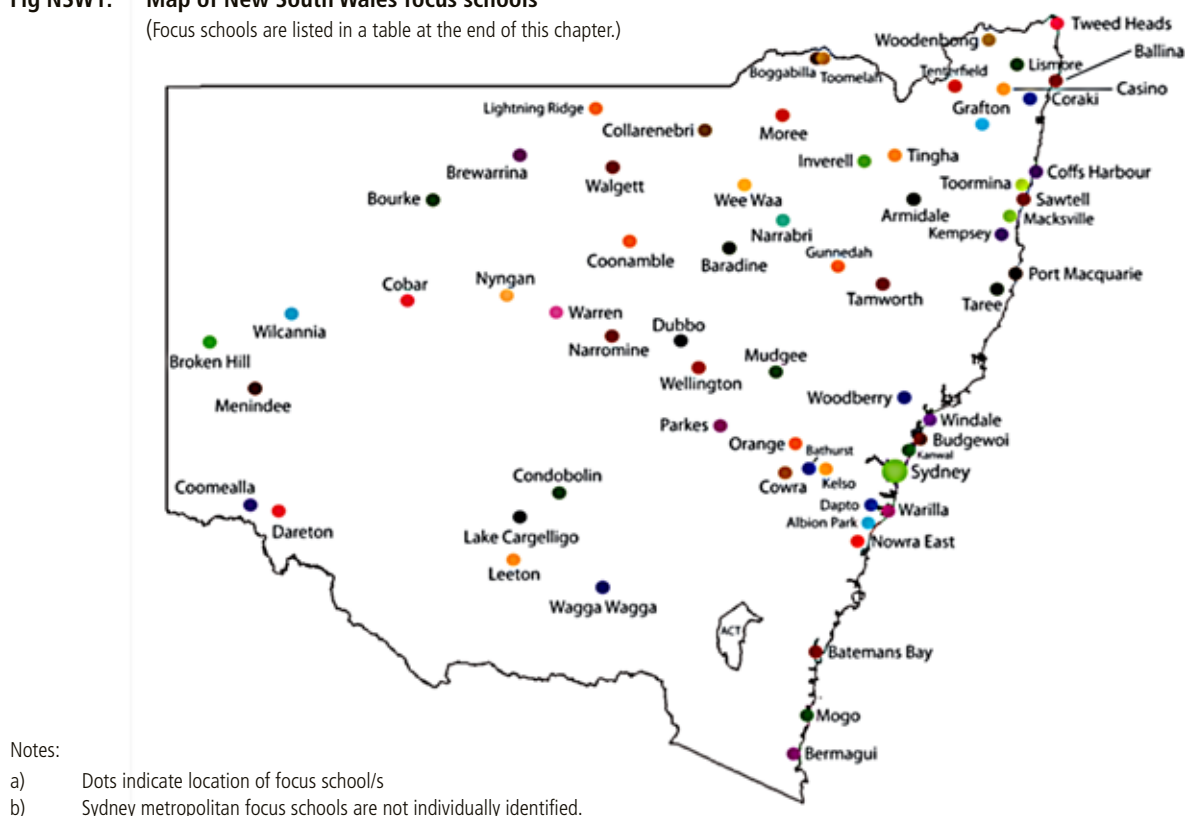 Fig NSW1: Map of New South Wales focus schools
(Focus schools are listed in a table at the end of this chapter.)
Tweed Heads
Woodenbong
Ballina
Lismore
Boggabilla
Toomelah
Tenterfield
Casino
Coraki
Grafton
Lightning Ridge
Collarenebri
Moree
Inverell
Tingha
Brewarrina
Walgett
Coffs Harbour
Toormina
Bourke
Wee Waa
Armidale
Sawtell
Macksville
Narrabri
Kempsey
Coonamble
Baradine
Gunnedah
Port Macquarie
Cobar
Nyngan
Tamworth
Taree
Wilcannia
Warren
Dubbo
Narromine
Broken Hill
Mudgee
Wellington
Menindee
Woodberry
Windale
Parkes
Budgewoi
Orange
Bathurst
Kanwal
Sydney
Condobolin
Cowra
Kelso
Coomealla
Dapto
Warilla
Albion Park
Dareton
Lake Cargelligo
Nowra East
Leeton
Wagga Wagga
ACT
Batemans Bay
Mogo
Bermagui
Notes:
a) Dots indicate location of focus school/s
b) Sydney metropolitan focus schools are not individually identified.